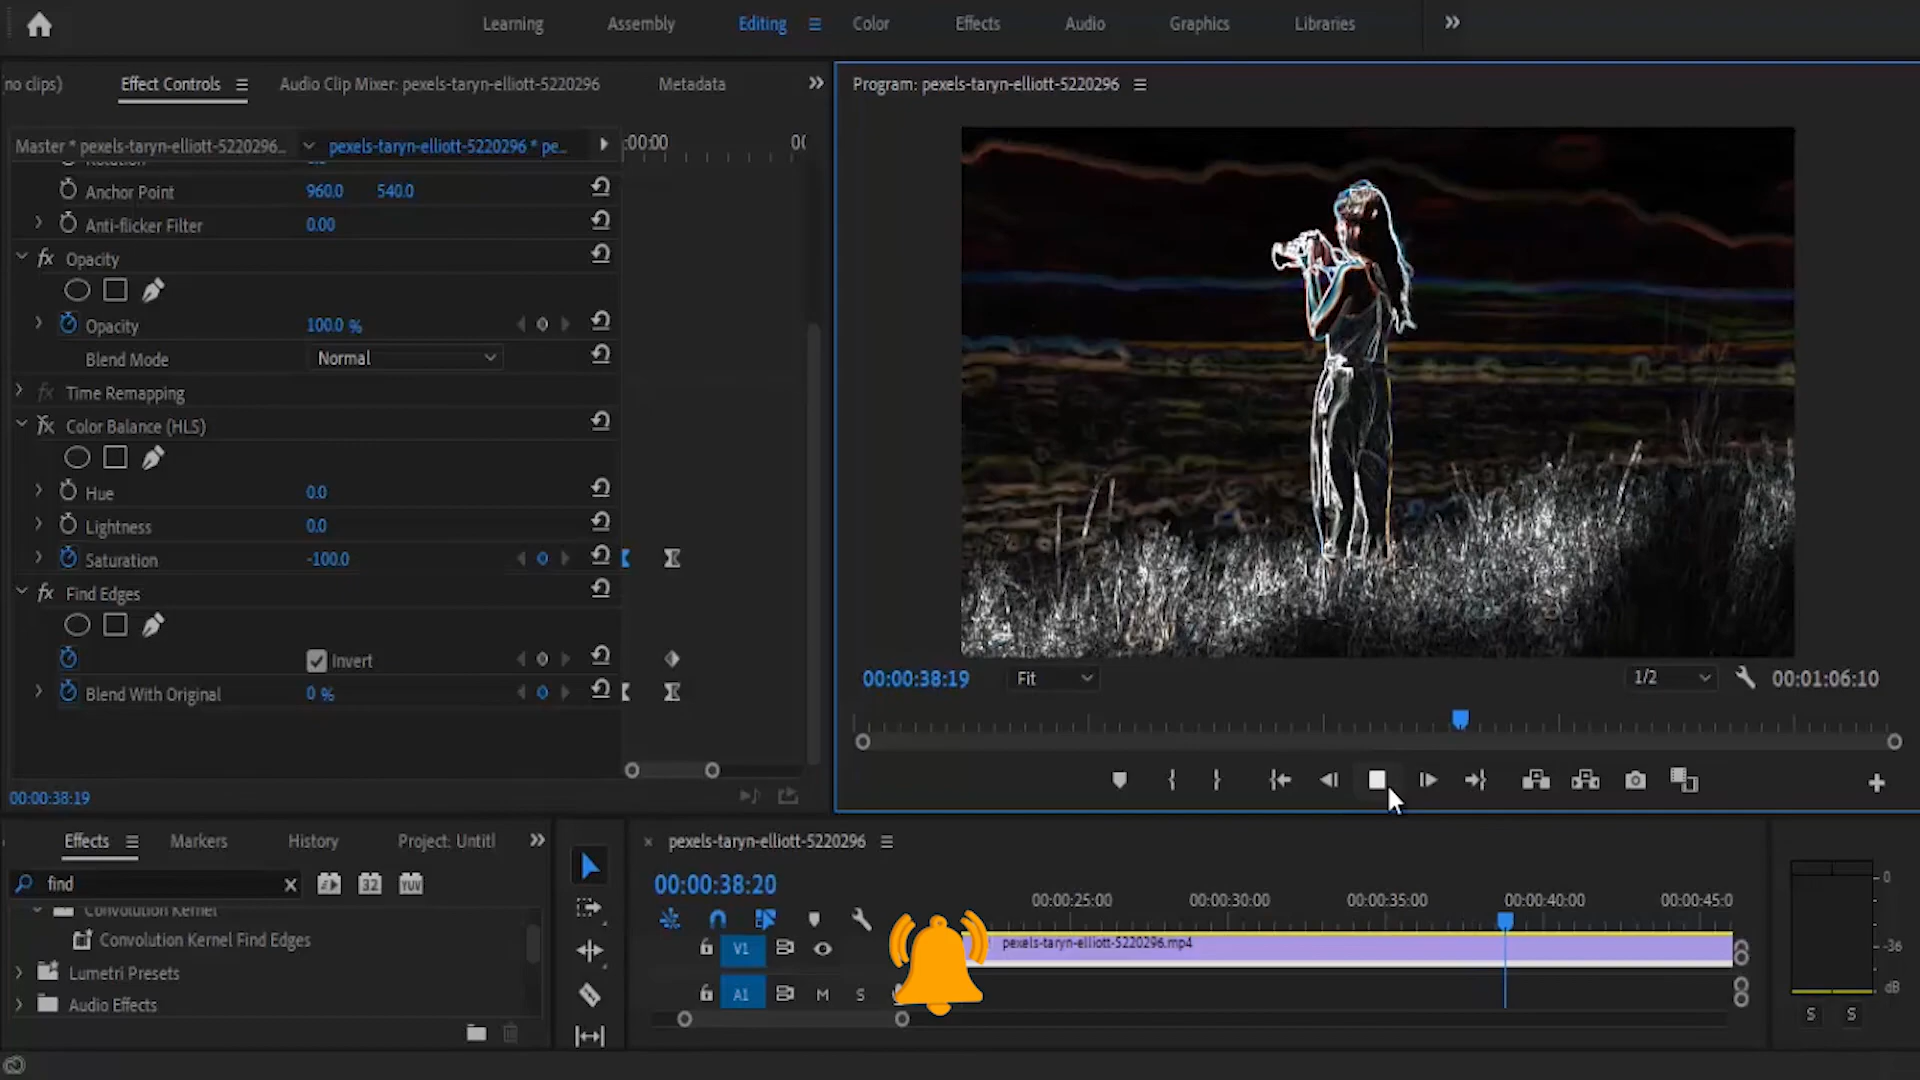 Learning Assembly Editing Color Effects Audio Graphics Libraries
no clips) Effect Controls Audio Clip Mixer: pexels-taryn-elliott-5220296 Metadata
Program: pexels-taryn-elliott-5220296
Master * pexels-taryn-elliott-5220296... pexels-taryn-elliott-5220296 * pe...
:00:00 00
Rotation
Anchor Point 960.0 540.0
Anti-flicker Filter 0.00
fx Opacity
Opacity 100.0 %
Blend Mode Normal
fx Time Remapping
fx Color Balance (HLS)
Hue 0.0
Lightness 0.0
Saturation -100.0
fx Find Edges
Invert
Blend With Original 0 %
00:00:38:19
00:00:38:19 Fit 1/2 00:01:06:10
Effects Markers History Project: Untitl
find
32 YUV
Convolution Kernel
Convolution Kernel Find Edges
Lumetri Presets
Audio Effects
pexels-taryn-elliott-5220296
00:00:38:20
00:00:25:00 00:00:30:00 00:00:35:00 00:00:40:00 00:00:45:0
V1 pexels-taryn-elliott-5220296.mp4
A1 M S
0
-36
dB
S S